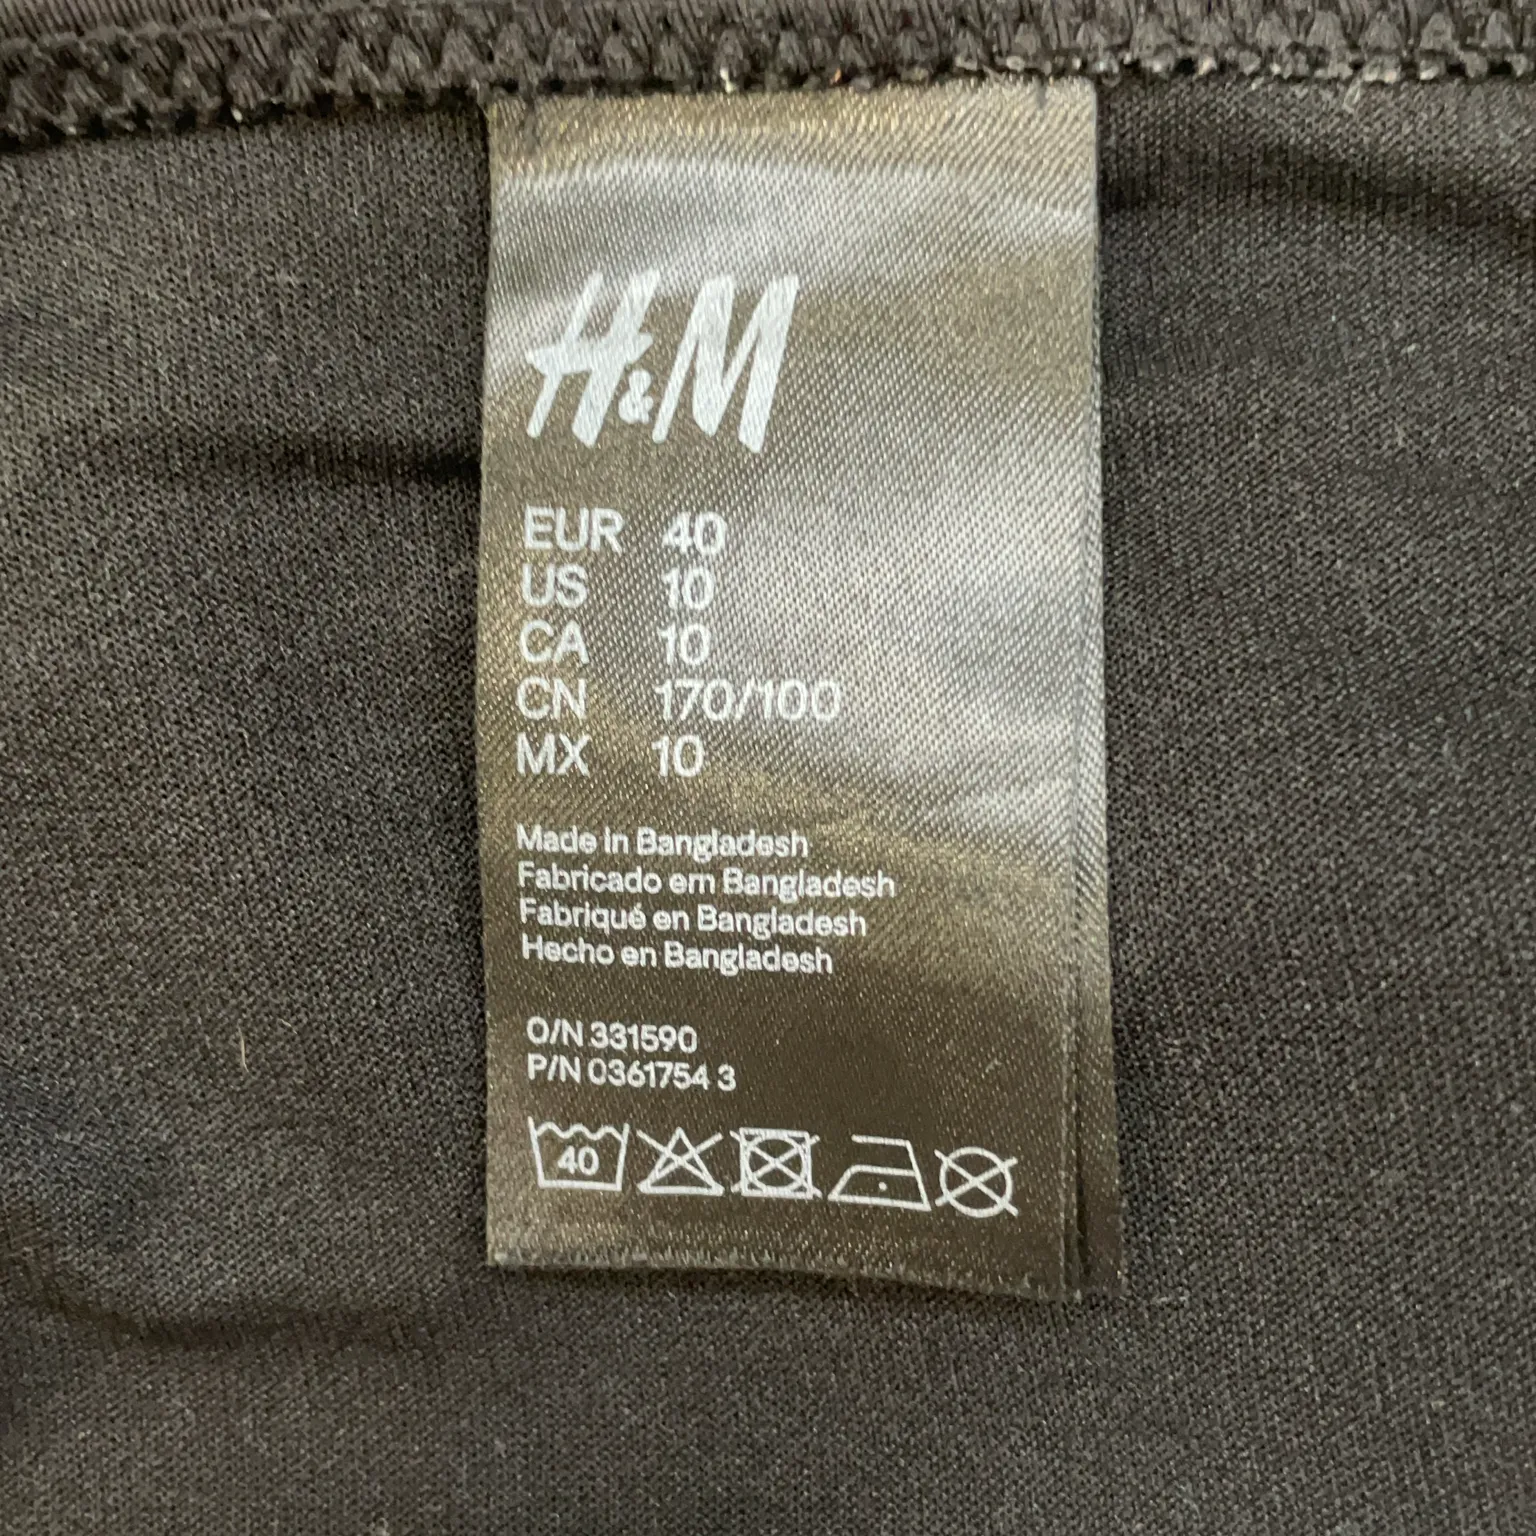 H&M
EUR 40
US 10
CA 10
CN 170/100
MX 10
Made in Bangladesh
Fabricado em Bangladesh
Fabriqué en Bangladesh
Hecho en Bangladesh
O/N 331590
P/N 0361754 3
40